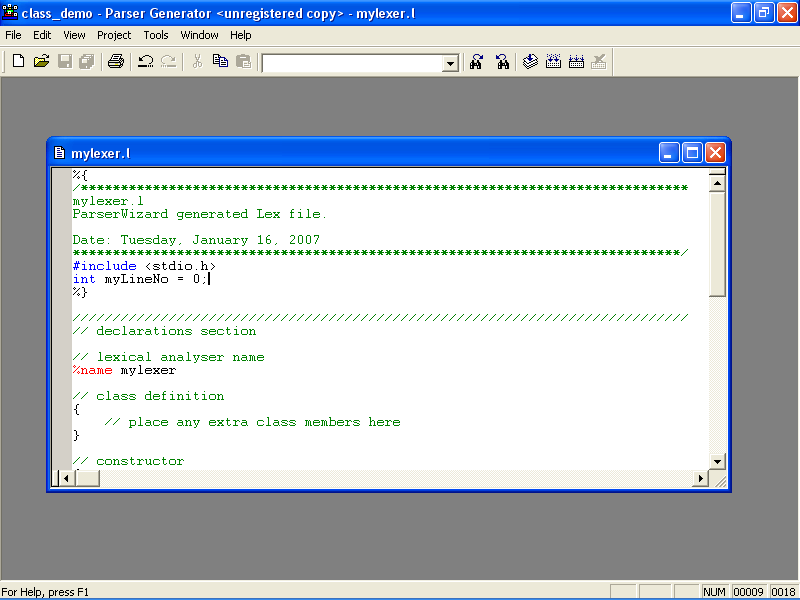 class_demo - Parser Generator <unregistered copy> - mylexer.l
File Edit View Project Tools Window Help
mylexer.l
%{
/****************************************************************************
mylexer.l
ParserWizard generated Lex file.
Date: Tuesday, January 16, 2007
****************************************************************************/
#include <stdio.h>
int myLineNo = 0;
%}
/////////////////////////////////////////////////////////////////////////////
// declarations section
// lexical analyser name
%name mylexer
// class definition
{
// place any extra class members here
}
// constructor
For Help, press F1
NUM 00009 0018